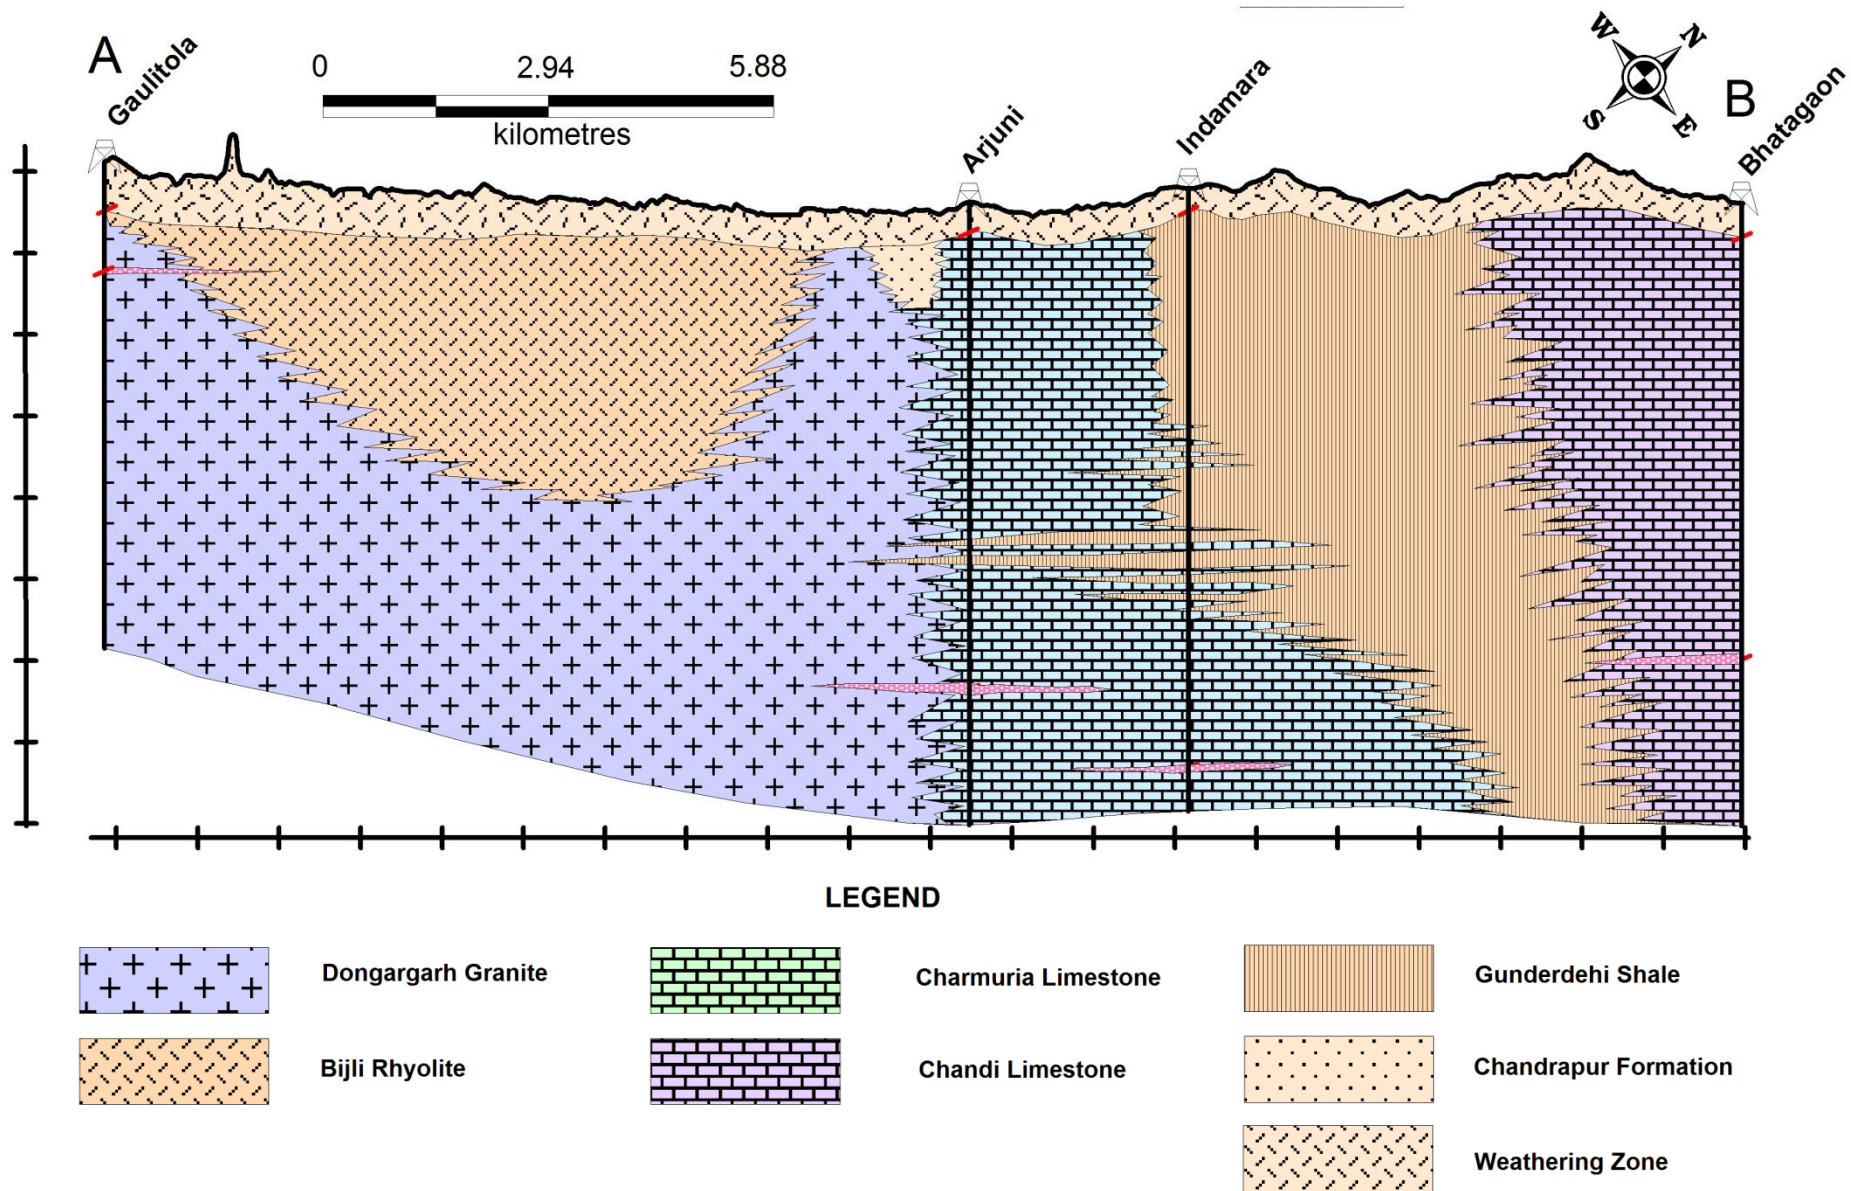 A
Gaulitola
0 2.94 5.88
kilometres
Arjuni
Indamara
W N
S E
B
Bhatagaon
LEGEND
Dongargarh Granite
Charmuria Limestone
Gunderdehi Shale
Bijli Rhyolite
Chandi Limestone
Chandrapur Formation
Weathering Zone